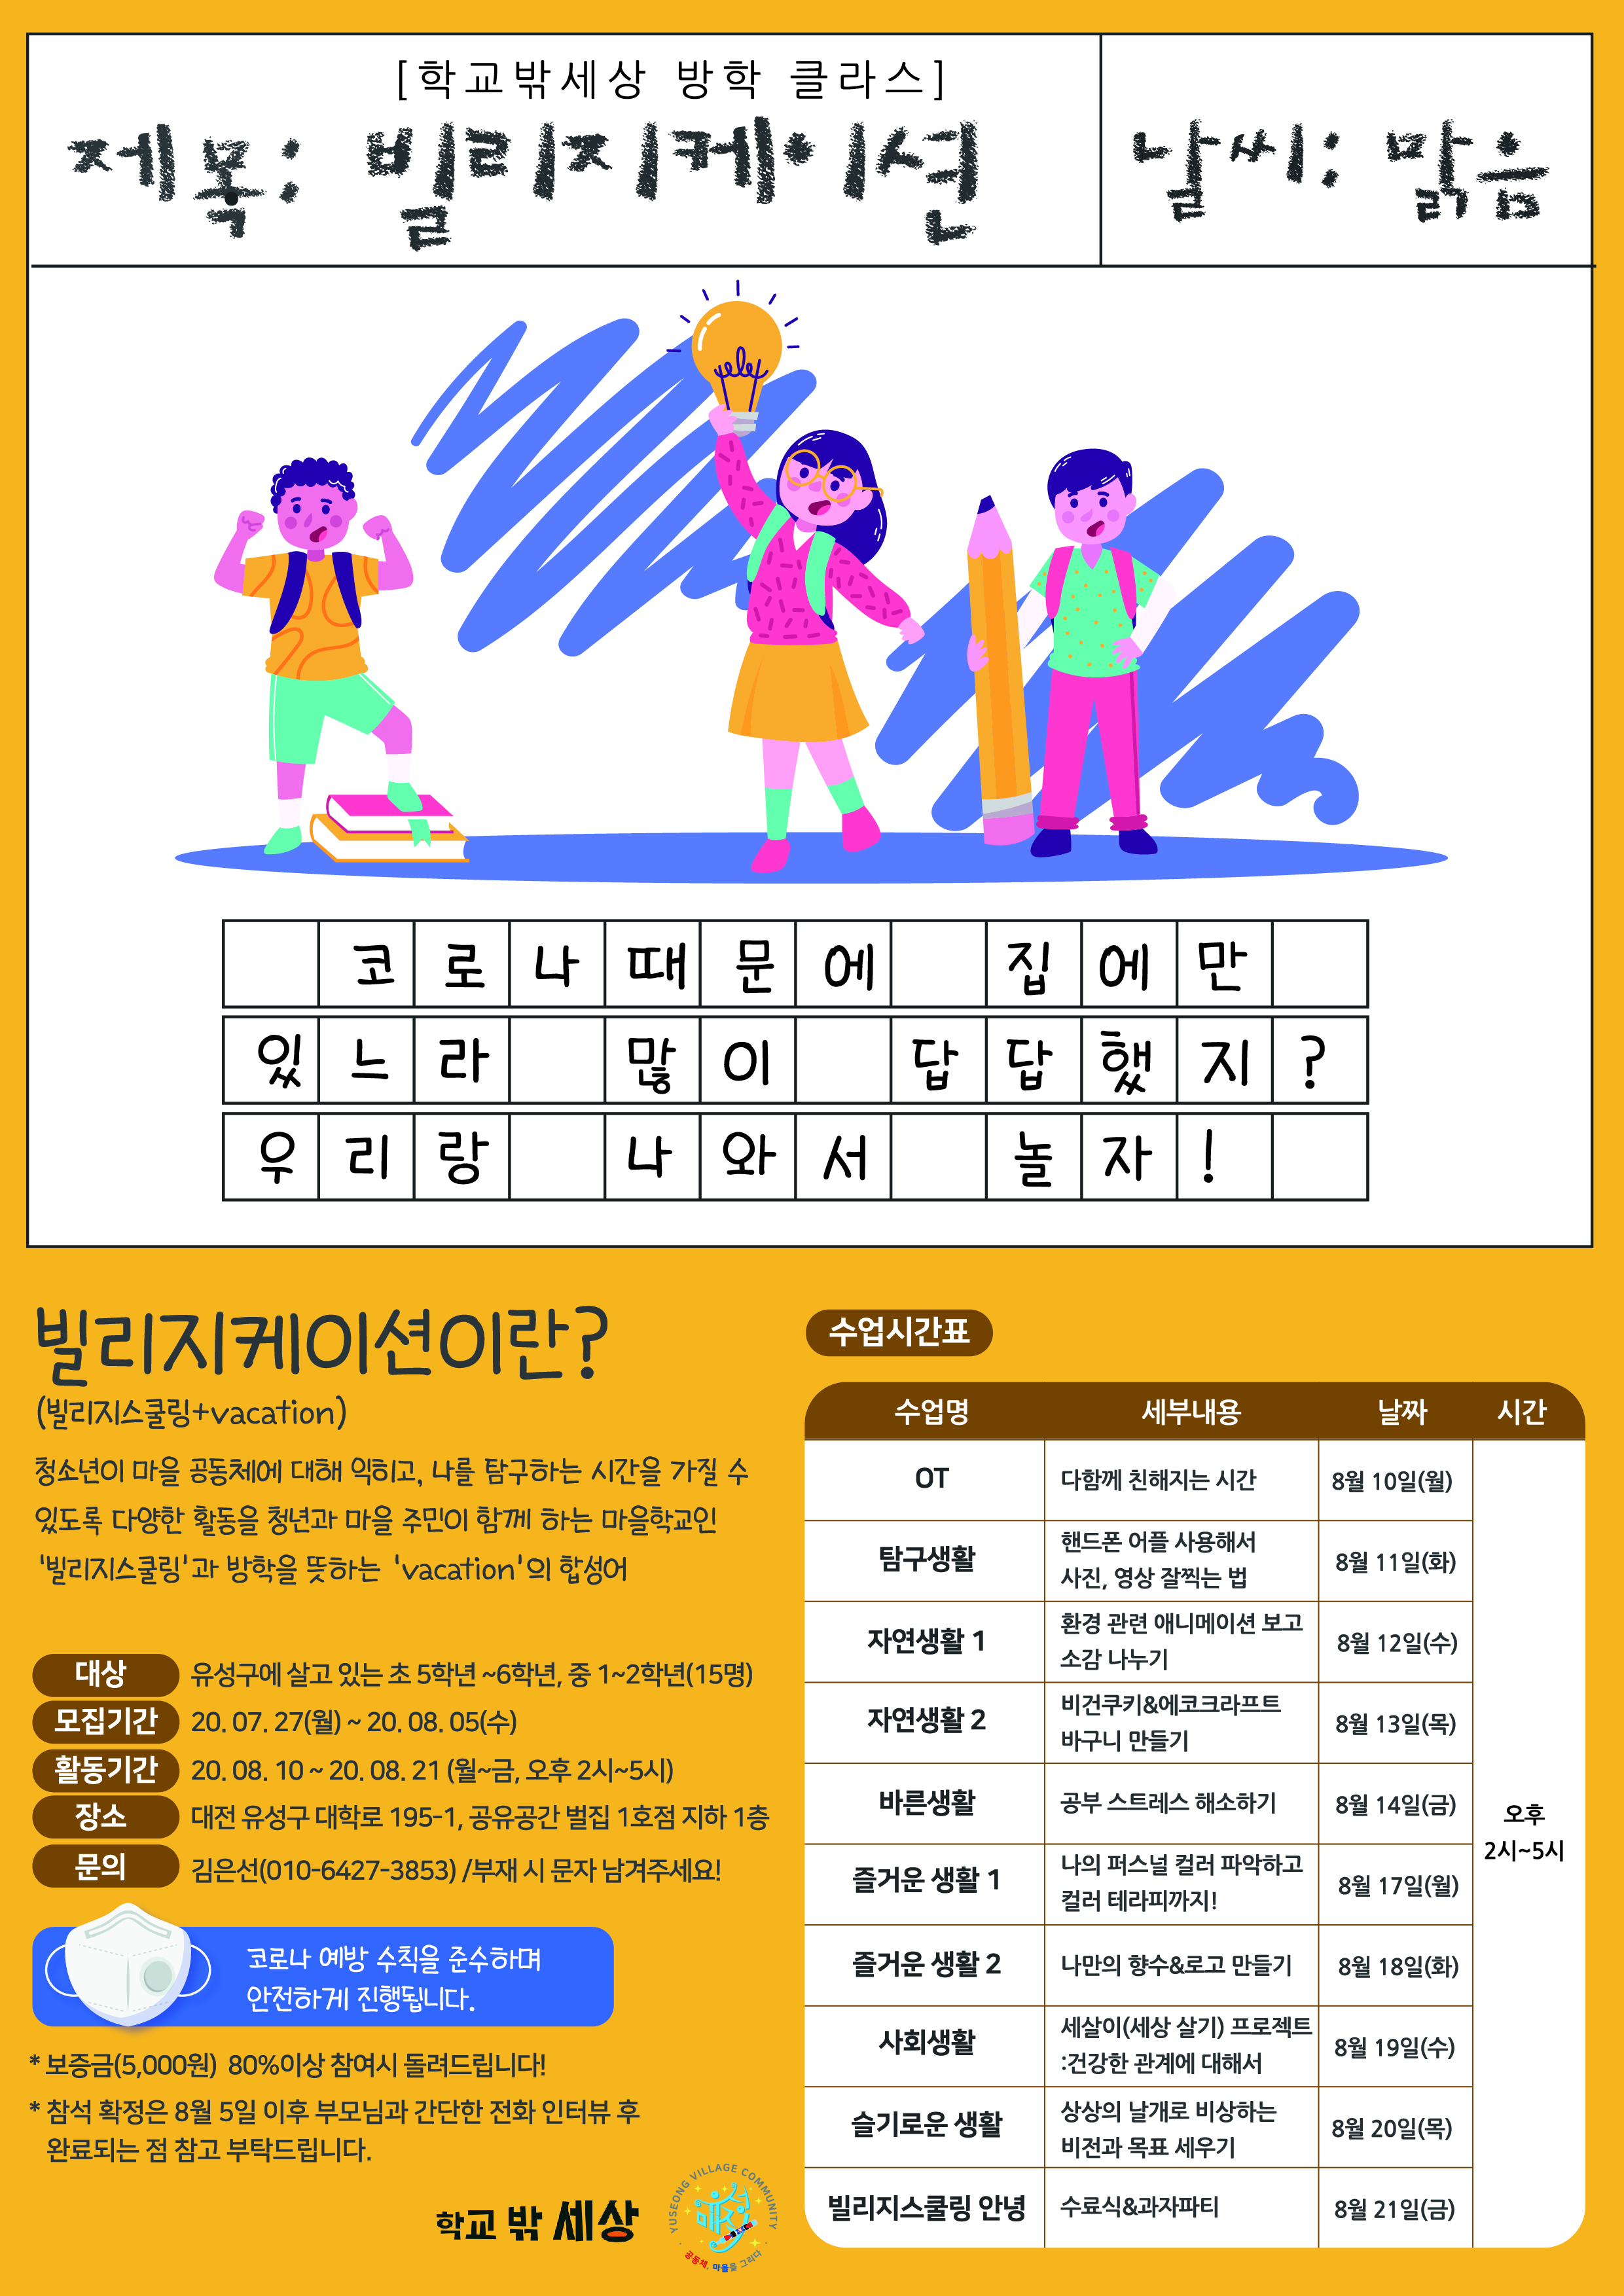 [학교밖세상 방학 클라스]
제목: 빌리지케이션
날씨: 맑음
코로나때문에 집에만
있느라 많이 답답했지?
우리랑 나와서 놀자!
빌리지케이션이란?
(빌리지스쿨링+vacation)
청소년이 마을 공동체에 대해 익히고, 나를 탐구하는 시간을 가질 수
있도록 다양한 활동을 청년과 마을 주민이 함께 하는 마을학교인
'빌리지스쿨링'과 방학을 뜻하는 'vacation'의 합성어
대상 유성구에 살고 있는 초 5학년 ~6학년, 중 1~2학년(15명)
모집기간 20. 07. 27(월) ~ 20. 08. 05(수)
활동기간 20. 08. 10 ~ 20. 08. 21 (월~금, 오후 2시~5시)
장소 대전 유성구 대학로 195-1, 공유공간 벌집 1호점 지하 1층
문의 김은선(010-6427-3853) /부재 시 문자 남겨주세요!
코로나 예방 수칙을 준수하며
안전하게 진행됩니다.
* 보증금(5,000원) 80%이상 참여시 돌려드립니다!
* 참석 확정은 8월 5일 이후 부모님과 간단한 전화 인터뷰 후
완료되는 점 참고 부탁드립니다.
학교 밖 세상
YUSEONG VILLAGE COMMUNITY
공동체, 마을을 그리다
수업시간표
수업명 세부내용 날짜 시간
OT 다함께 친해지는 시간 8월 10일(월)
탐구생활 핸드폰 어플 사용해서
사진, 영상 잘찍는 법 8월 11일(화)
자연생활 1 환경 관련 애니메이션 보고
소감 나누기 8월 12일(수)
자연생활 2 비건쿠키&에코크라프트
바구니 만들기 8월 13일(목)
바른생활 공부 스트레스 해소하기 8월 14일(금)
오후
2시~5시
즐거운 생활 1 나의 퍼스널 컬러 파악하고
컬러 테라피까지! 8월 17일(월)
즐거운 생활 2 나만의 향수&로고 만들기 8월 18일(화)
사회생활 세살이(세상 살기) 프로젝트
:건강한 관계에 대해서 8월 19일(수)
슬기로운 생활 상상의 날개로 비상하는
비전과 목표 세우기 8월 20일(목)
빌리지스쿨링 안녕 수료식&과자파티 8월 21일(금)